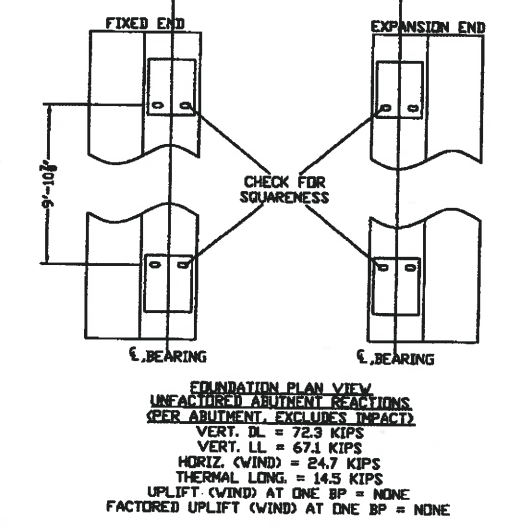 FIXED END
EXPANSION END
9'-10⅞"
CHECK FOR
SQUARENESS
℄ BEARING
℄ BEARING
FOUNDATION PLAN VIEW
UNFACTORED ABUTMENT REACTIONS
(PER ABUTMENT, EXCLUDES IMPACT)
VERT. DL = 72.3 KIPS
VERT. LL = 67.1 KIPS
HORIZ. (WIND) = 24.7 KIPS
THERMAL LONG. = 14.5 KIPS
UPLIFT (WIND) AT ONE BP = NONE
FACTORED UPLIFT (WIND) AT ONE BP = NONE